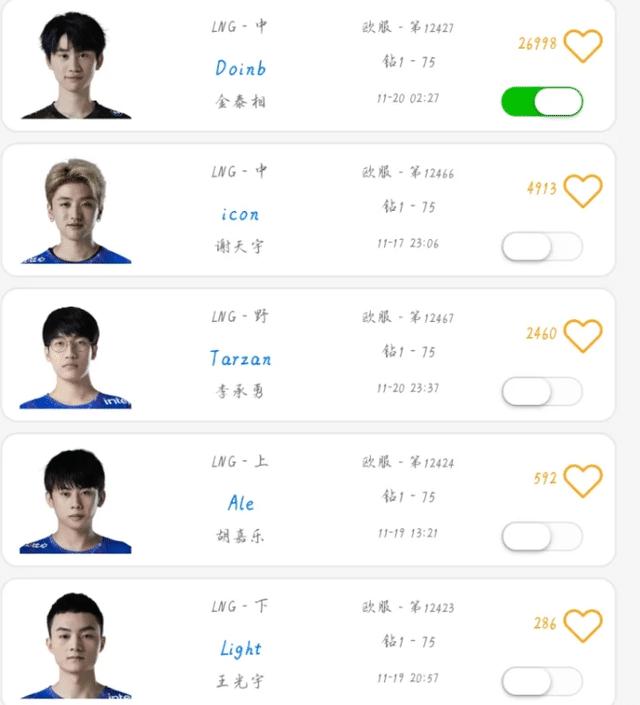 LNG - 中
Doinb
金泰相
欧服 - 第12427
钻1 - 75
11-20 02:27
26998
LNG - 中
icon
谢天宇
欧服 - 第12466
钻1 - 75
11-17 23:06
4913
LNG - 野
Tarzan
李承勇
欧服 - 第12467
钻1 - 75
11-20 23:37
2460
LNG - 上
Ale
胡嘉乐
欧服 - 第12424
钻1 - 75
11-19 13:21
592
LNG - 下
Light
王光宇
欧服 - 第12423
钻1 - 75
11-19 20:57
286